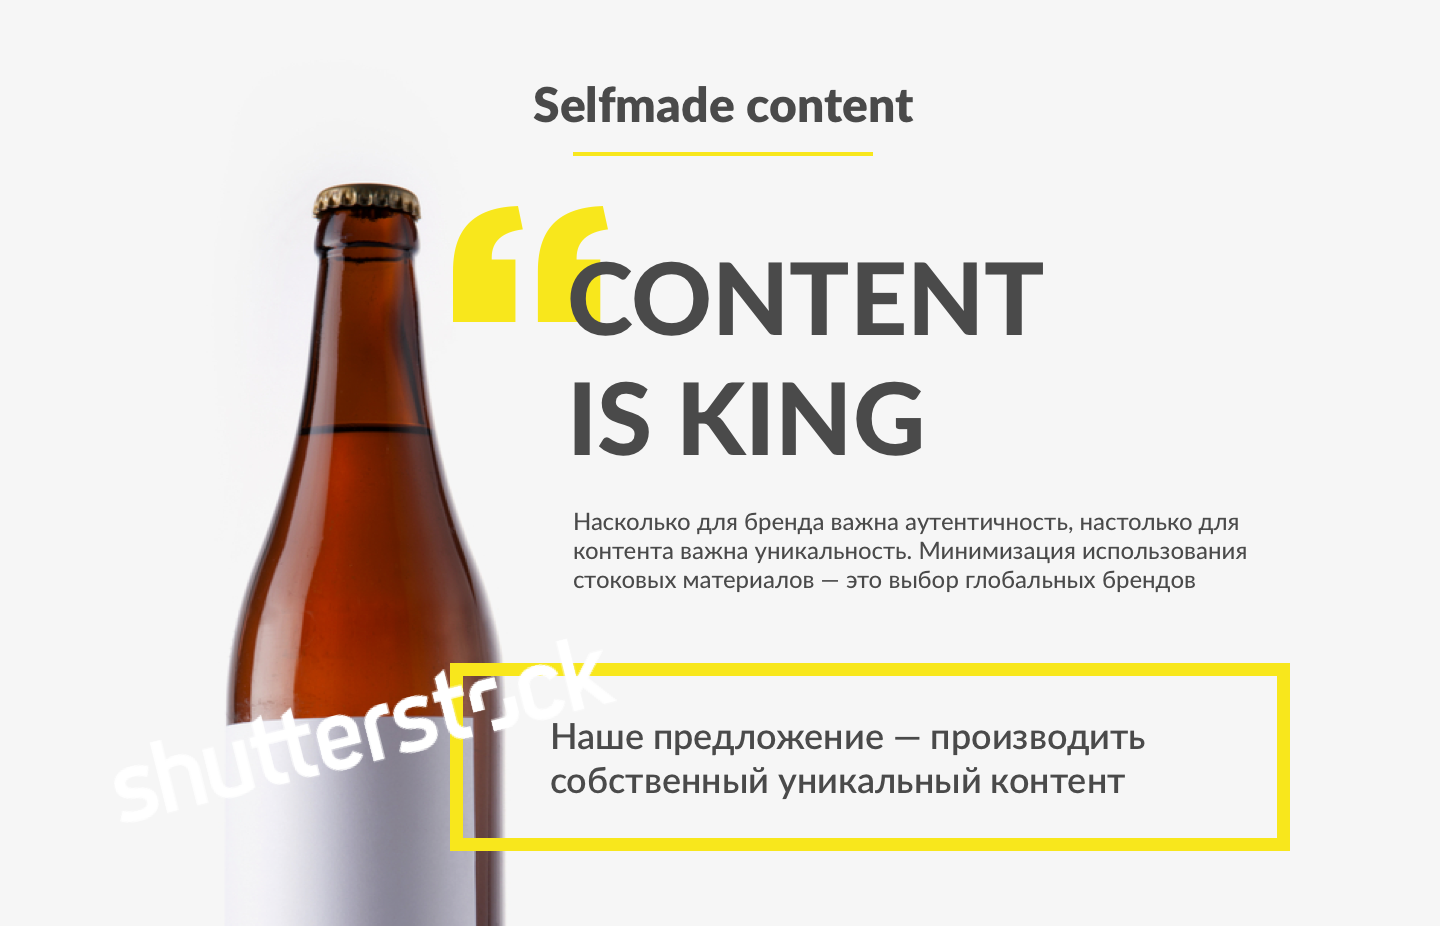 Selfmade content
“CONTENT
IS KING
Насколько для бренда важна аутентичность, настолько для
контента важна уникальность. Минимизация использования
стоковых материалов — это выбор глобальных брендов
shutterstock
Наше предложение — производить
собственный уникальный контент